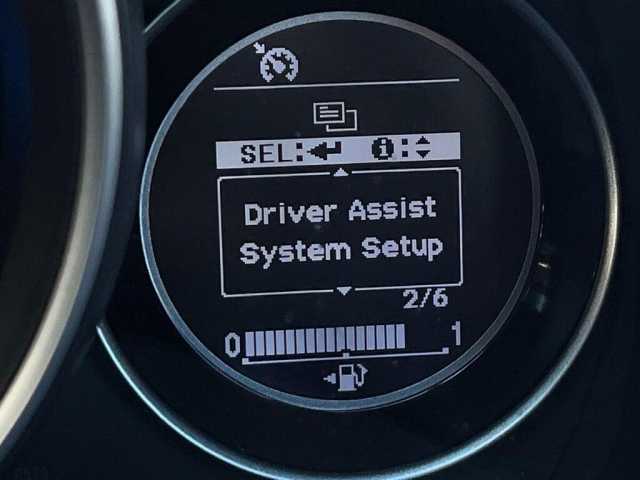 SEL:
i:
Driver Assist
System Setup
2/6
0 1